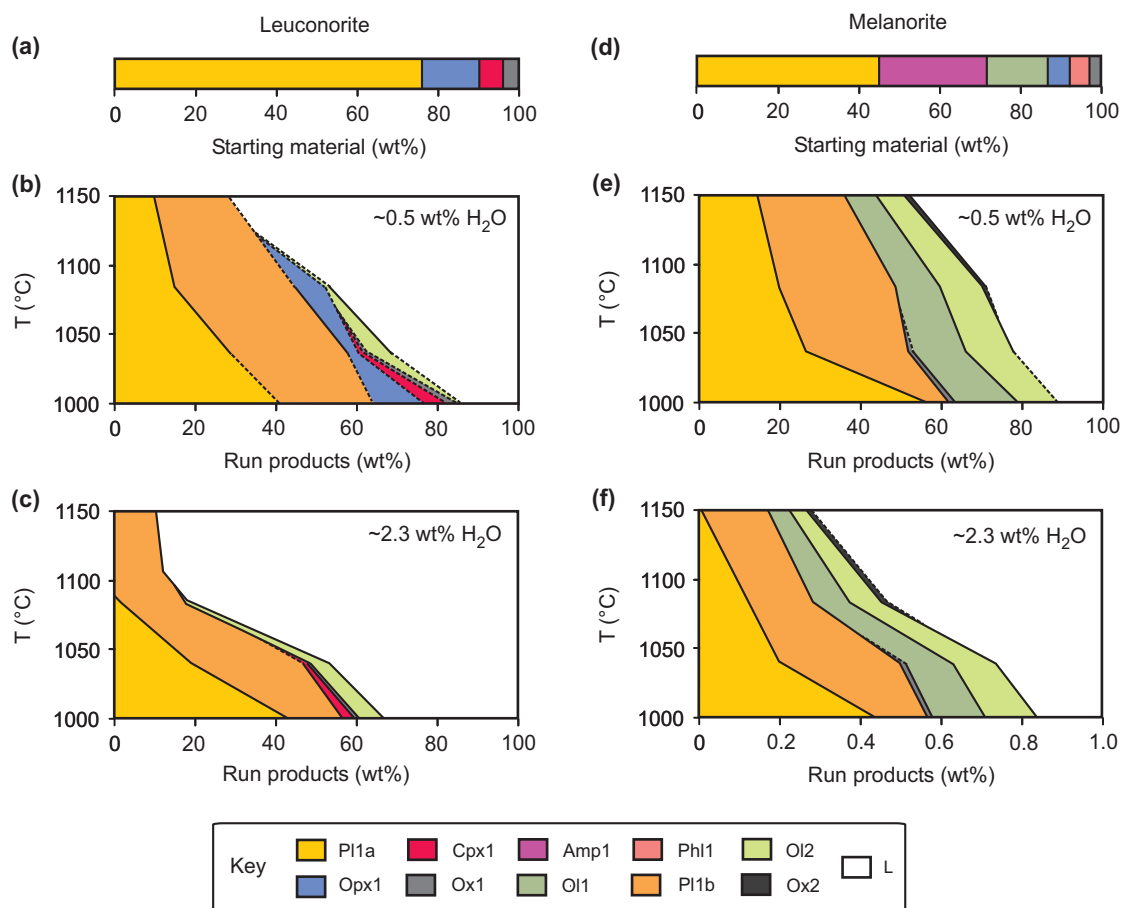 Leuconorite
(a)
0 20 40 60 80 100
Starting material (wt%)
(b)
1150
1100
1050
1000
T (°C)
~0.5 wt% H2O
0 20 40 60 80 100
Run products (wt%)
(c)
1150
1100
1050
1000
T (°C)
~2.3 wt% H2O
0 20 40 60 80 100
Run products (wt%)
Melanorite
(d)
0 20 40 60 80 100
Starting material (wt%)
(e)
1150
1100
1050
1000
T (°C)
~0.5 wt% H2O
0 20 40 60 80 100
Run products (wt%)
(f)
1150
1100
1050
1000
T (°C)
~2.3 wt% H2O
0 0.2 0.4 0.6 0.8 1.0
Run products (wt%)
Key
Pl1a Cpx1 Amp1 Phl1 Ol2 L
Opx1 Ox1 Ol1 Pl1b Ox2